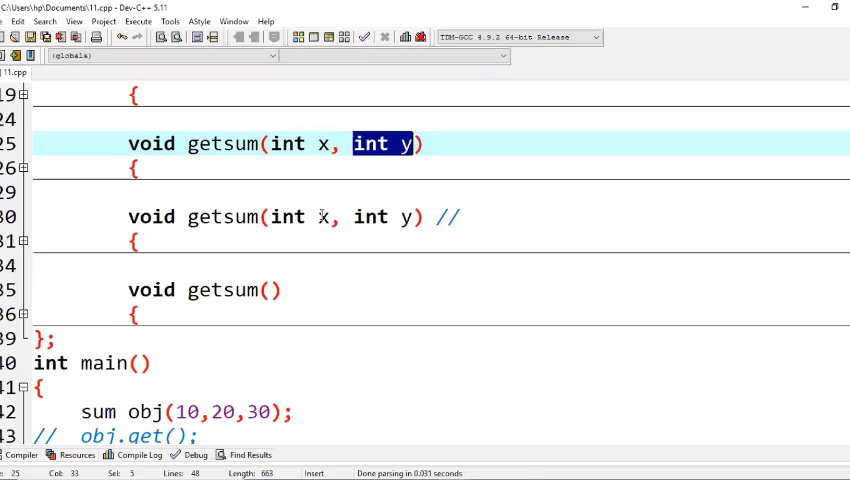 C:\Users\hp\Documents\11.cpp - Dev-C++ 5.11
Edit Search View Project Execute Tools AStyle Window Help
TDM-GCC 4.9.2 64-bit Release
(globals)
11.cpp
19 {
24
25 void getsum(int x, int y)
26 {
29
30 void getsum(int x, int y) //
31 {
34
35 void getsum()
36 {
39 };
40 int main()
41 {
42 sum obj(10,20,30);
43 // obj.get();
Compiler Resources Compile Log Debug Find Results
25 Col: 33 Sel: 5 Lines: 48 Length: 663 Insert Done parsing in 0.031 seconds